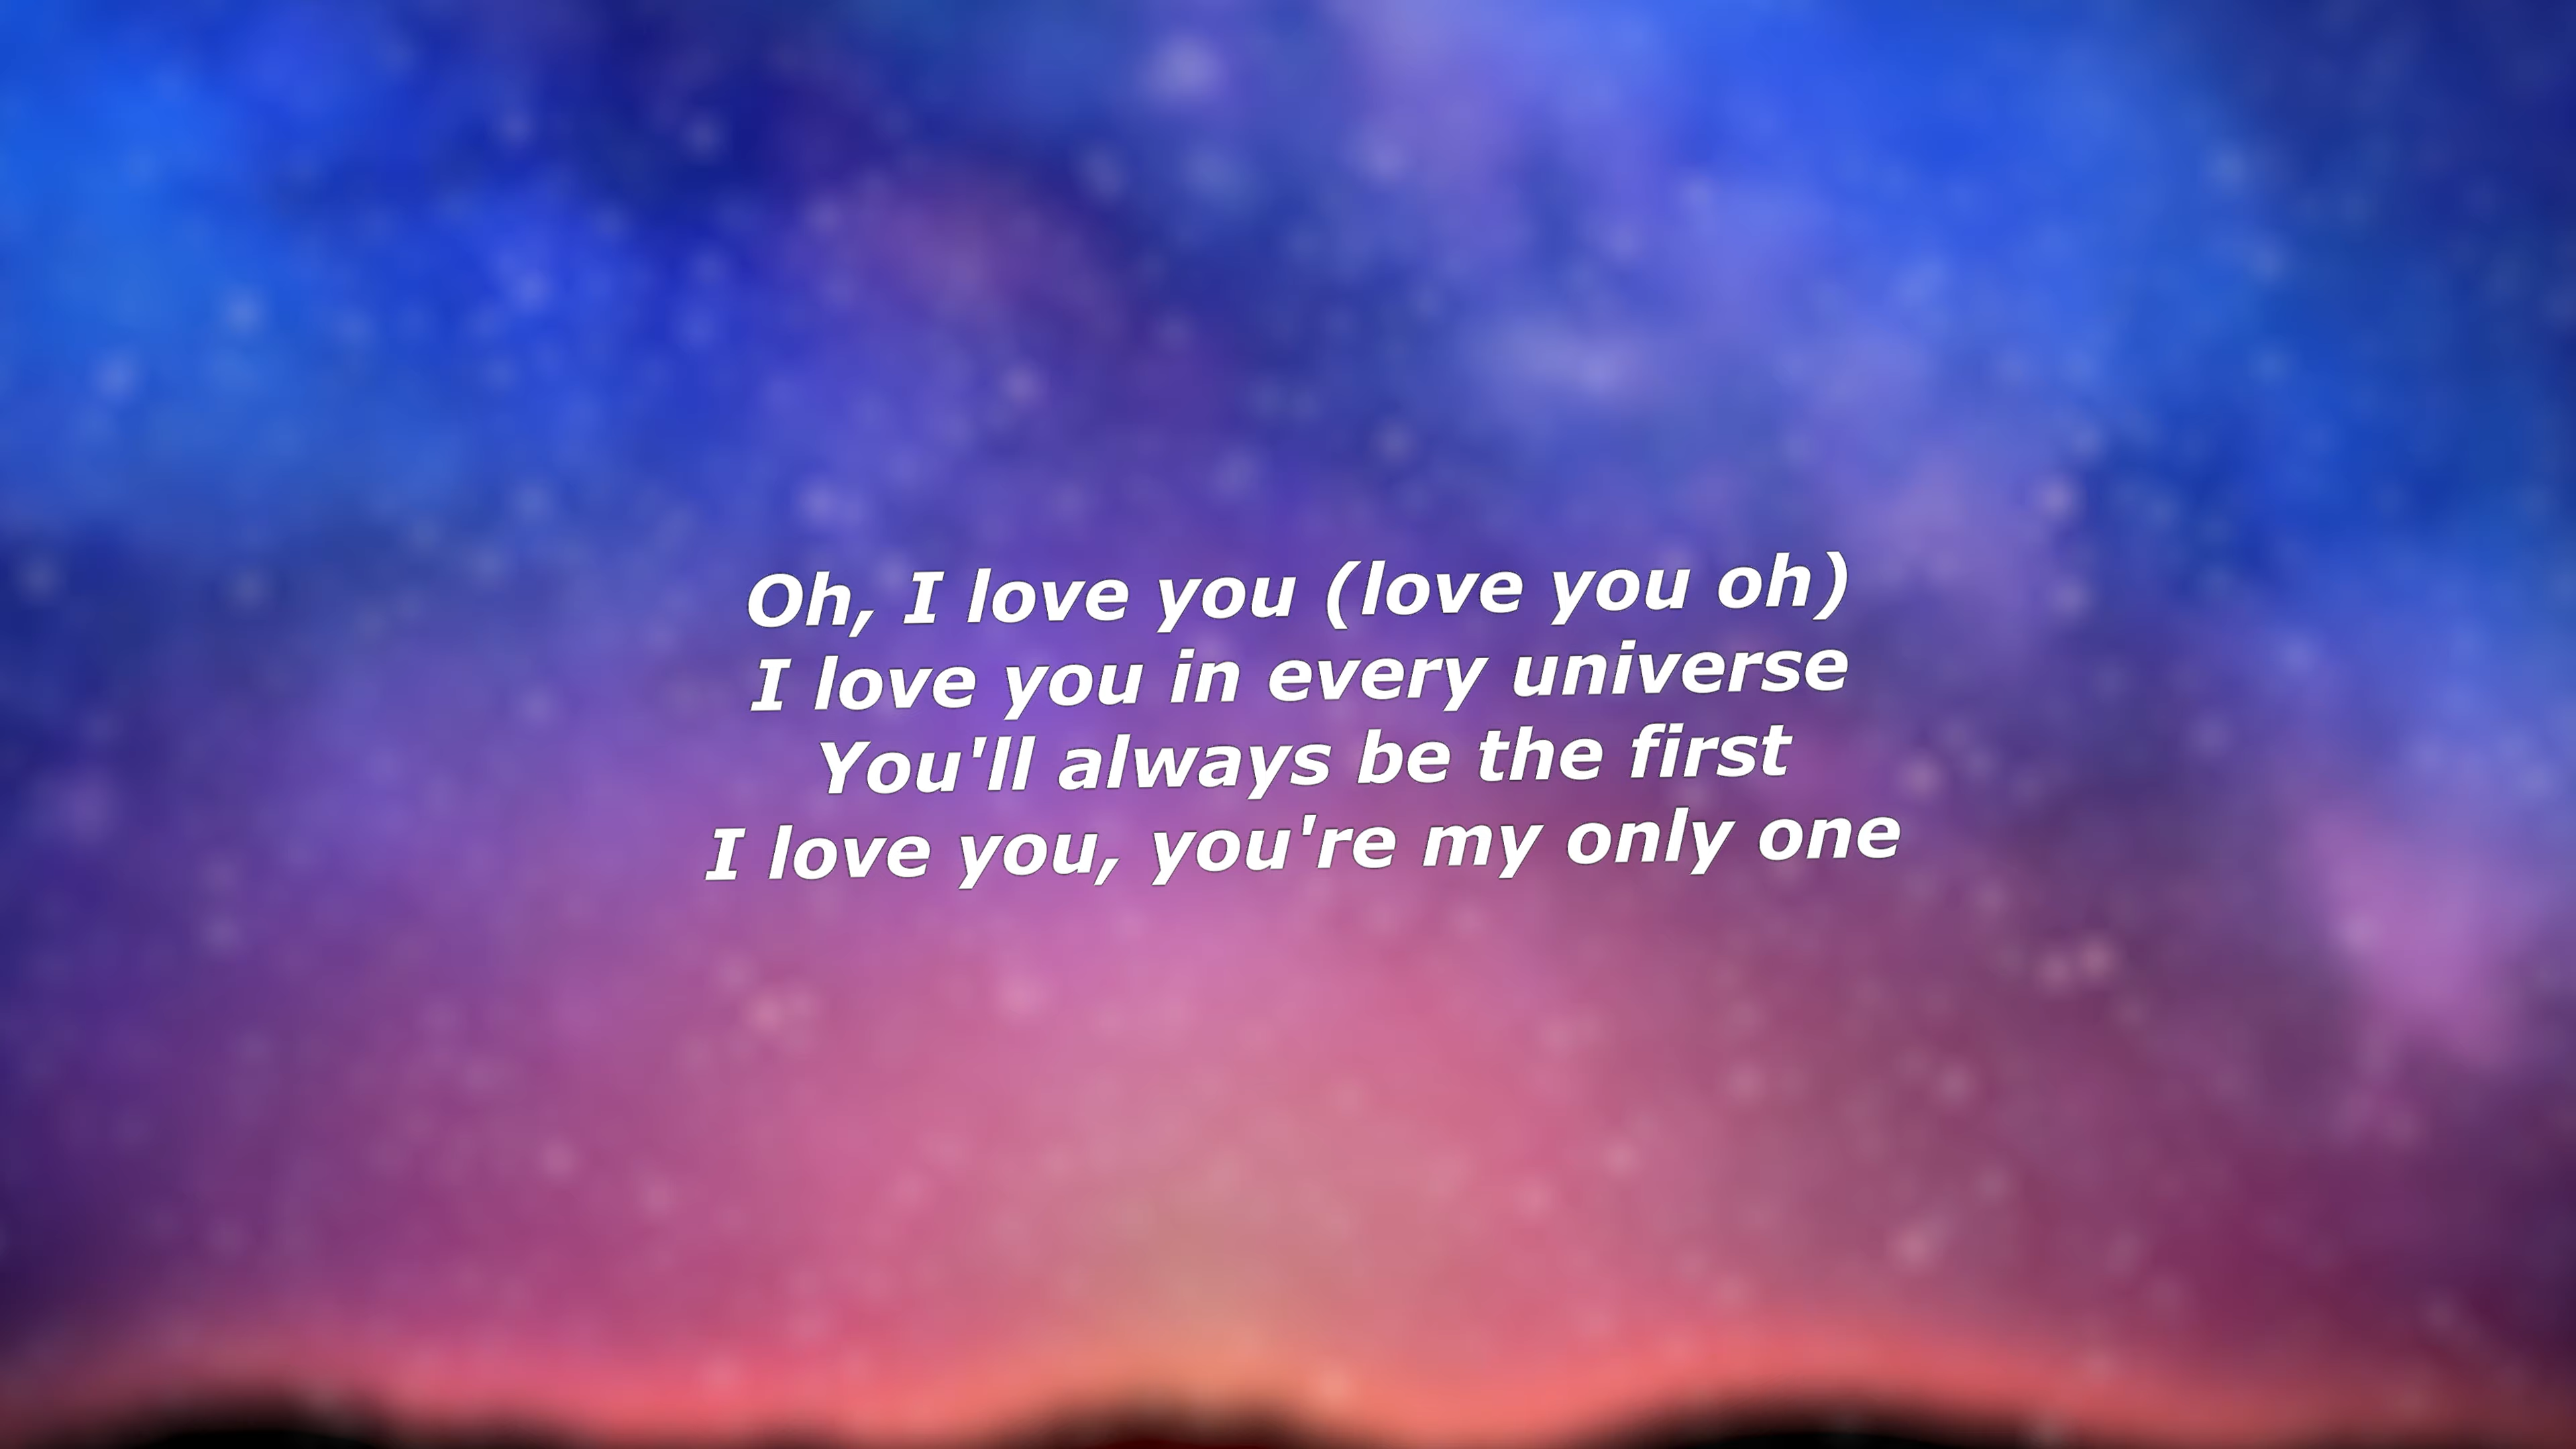 Oh, I love you (love you oh)
I love you in every universe
You'll always be the first
I love you, you're my only one